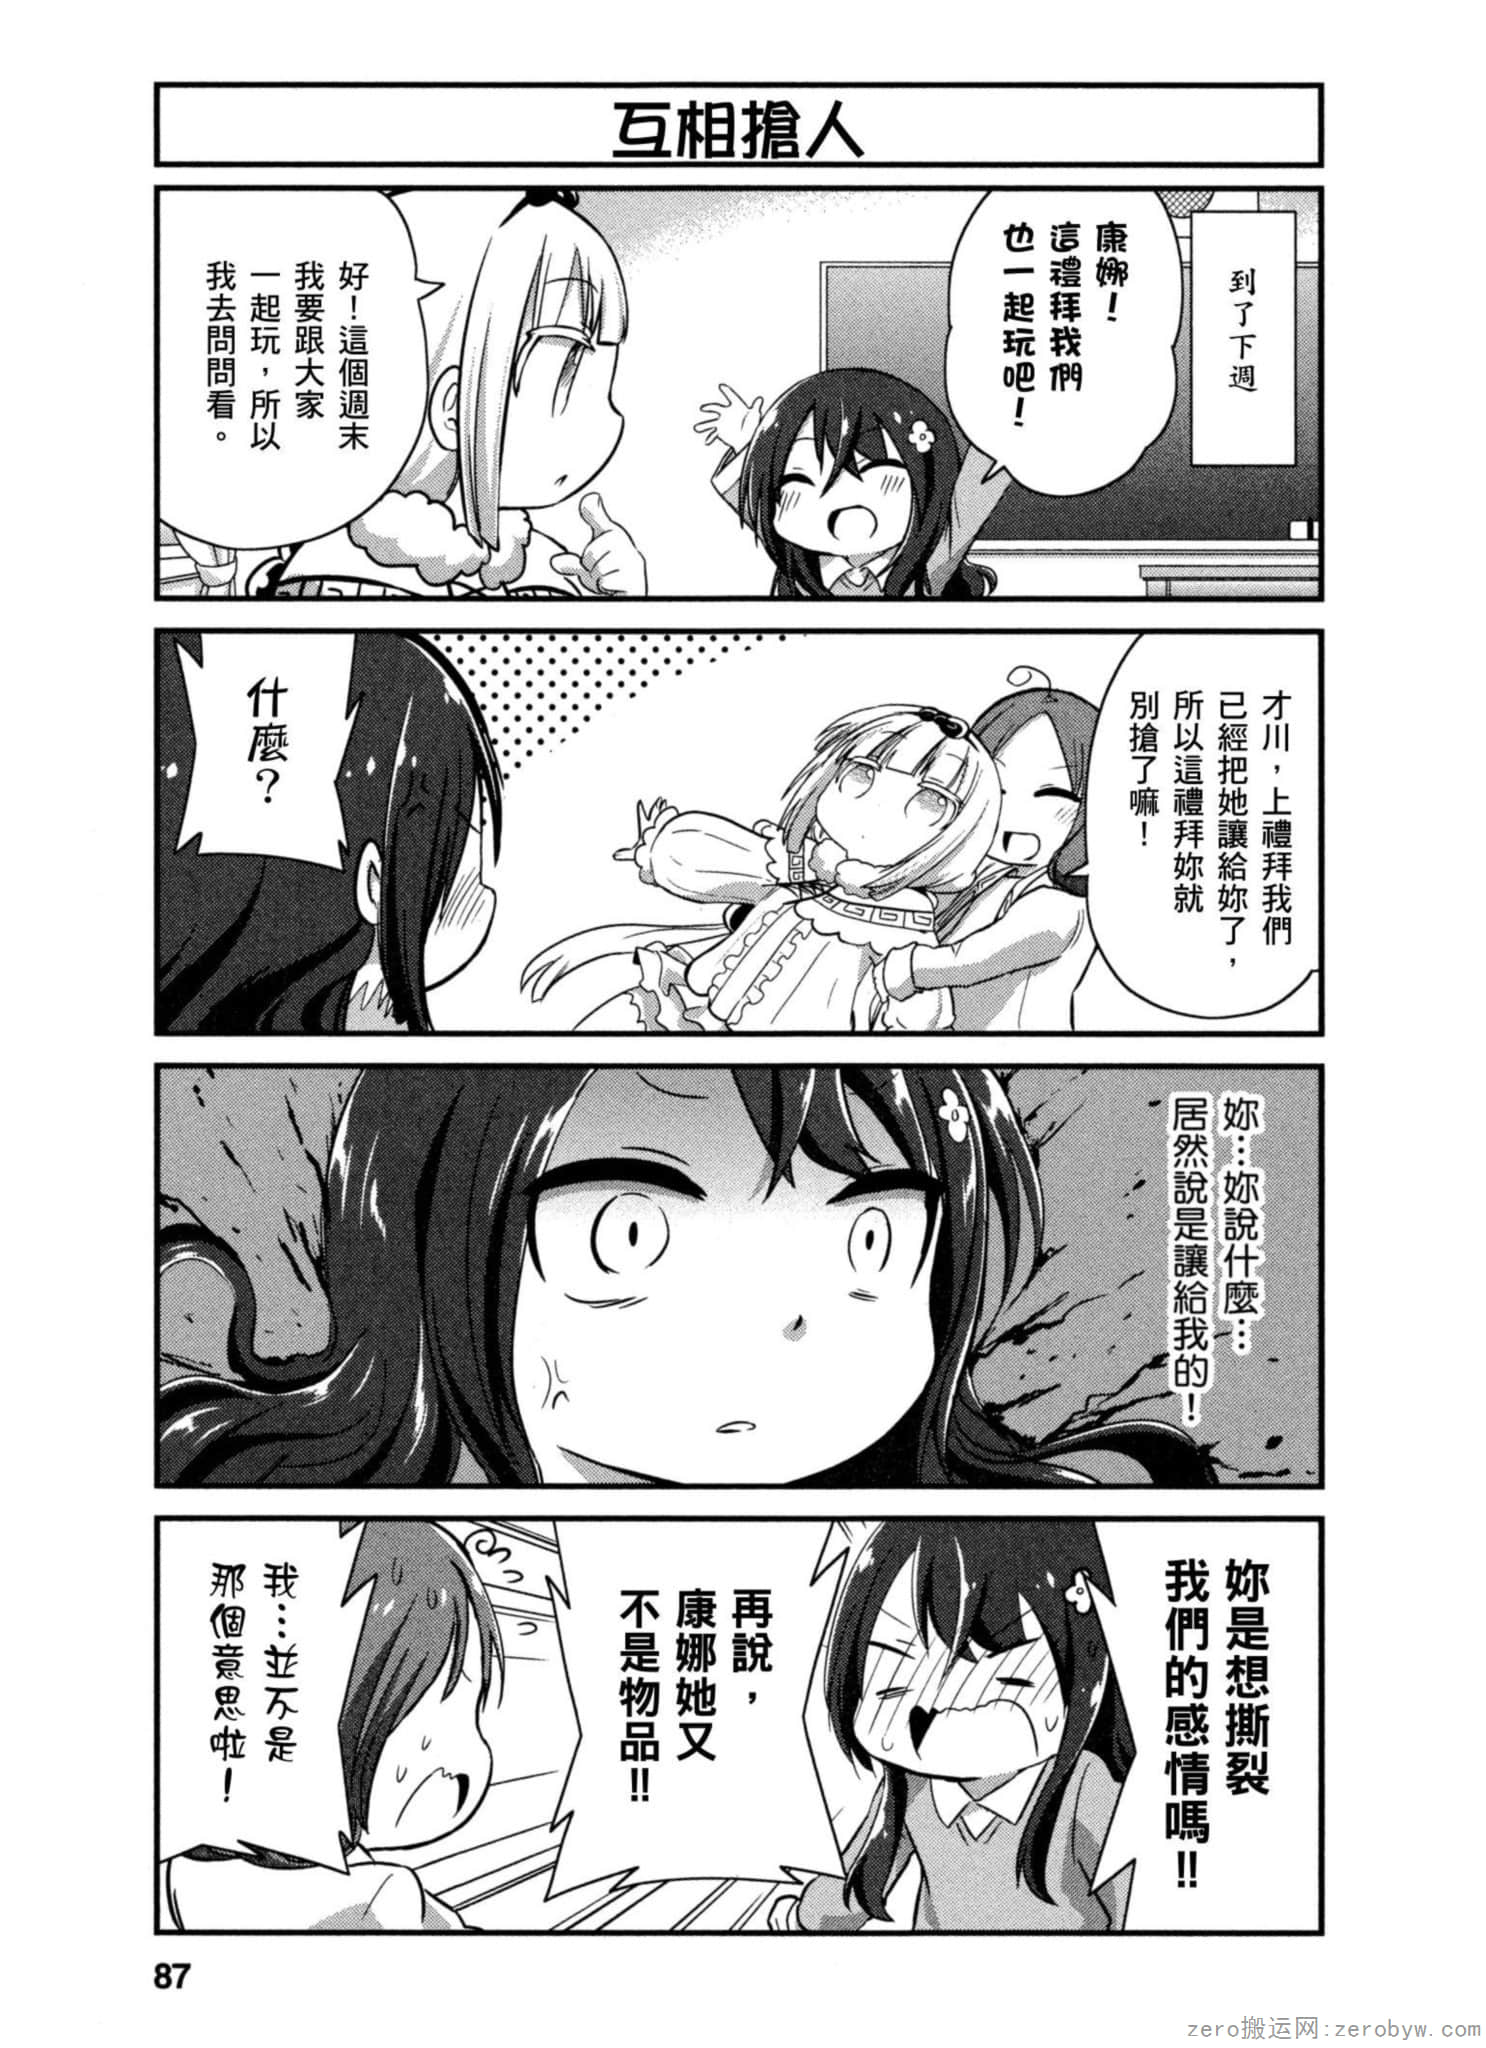 互相搶人
到了下週
康娜！
這禮拜我們
也一起玩吧！
好！這個週末
我要跟大家
一起玩，所以
我去問問看。
才川，上禮拜我們
已經把她讓給妳了，
所以這禮拜妳就
別搶了嘛！
什麼？
妳…妳說什麼…
居然說是讓給我的！
妳是想撕裂
我們的感情嗎!!
再說，
康娜她又
不是物品!!
我…並不是
那個意思啦！
87
zero搬运网:zerobyw.com